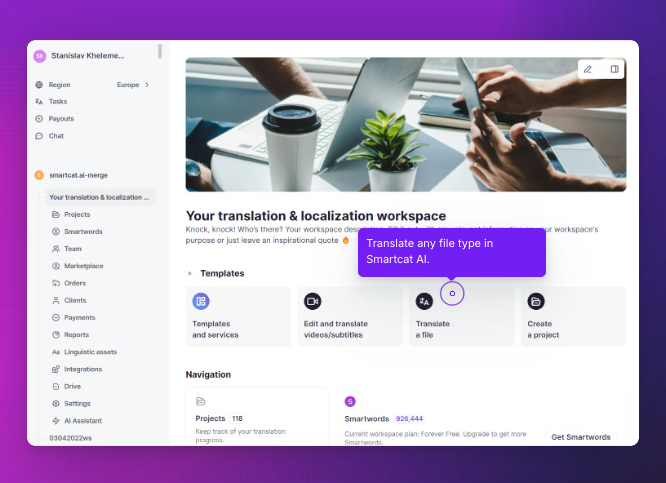 SK Stanislav Kheleme...
Region Europe
Tasks
Payouts
Chat
smartcat.ai-merge
Your translation & localization ...
Projects
Smartwords
Team
Marketplace
Orders
Clients
Payments
Reports
Linguistic assets
Integrations
Drive
Settings
AI Assistant
03042022ws
Your translation & localization workspace
Knock, knock! Who's there? Your workspace workspace's
purpose or just leave an inspirational quote 🔥
Translate any file type in
Smartcat AI.
Templates
Templates
and services
Edit and translate
videos/subtitles
Translate
a file
Create
a project
Navigation
Projects 118
Keep track of your translation
progress.
S
Smartwords 926,444
Current workspace plan: Forever Free. Upgrade to get more
Smartwords.
Get Smartwords